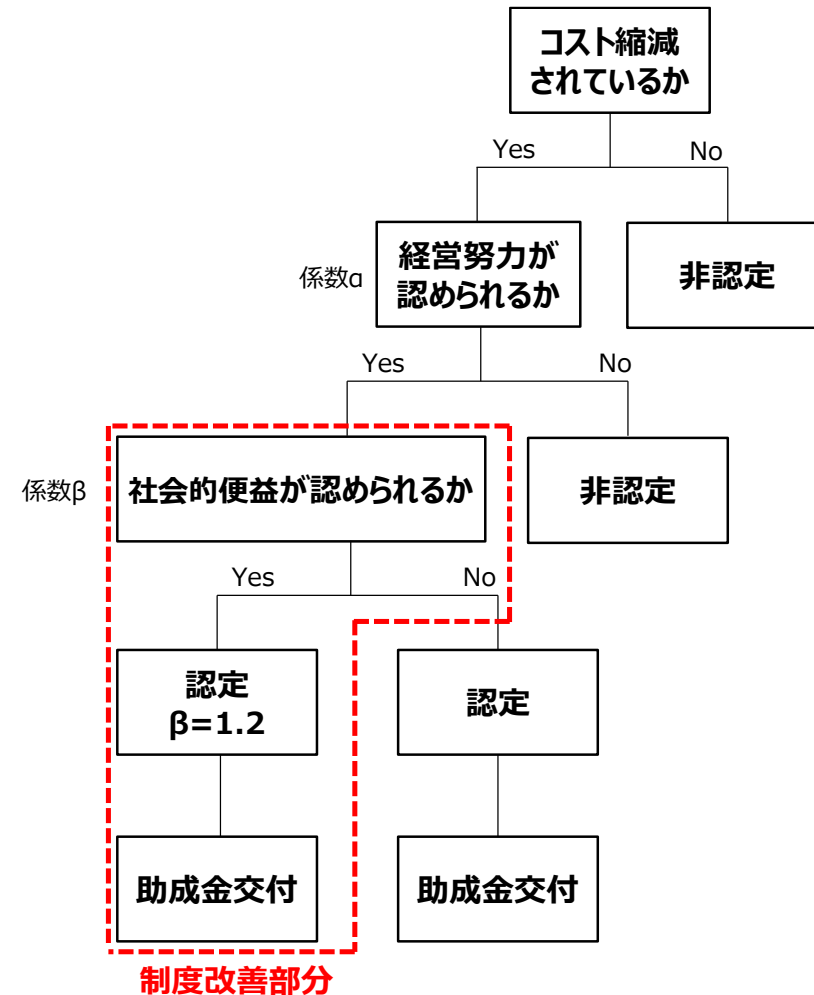 コスト縮減
されているか
Yes
No
係数α
経営努力が
認められるか
非認定
Yes
No
係数β
社会的便益が認められるか
非認定
Yes
No
認定
β=1.2
認定
助成金交付
助成金交付
制度改善部分